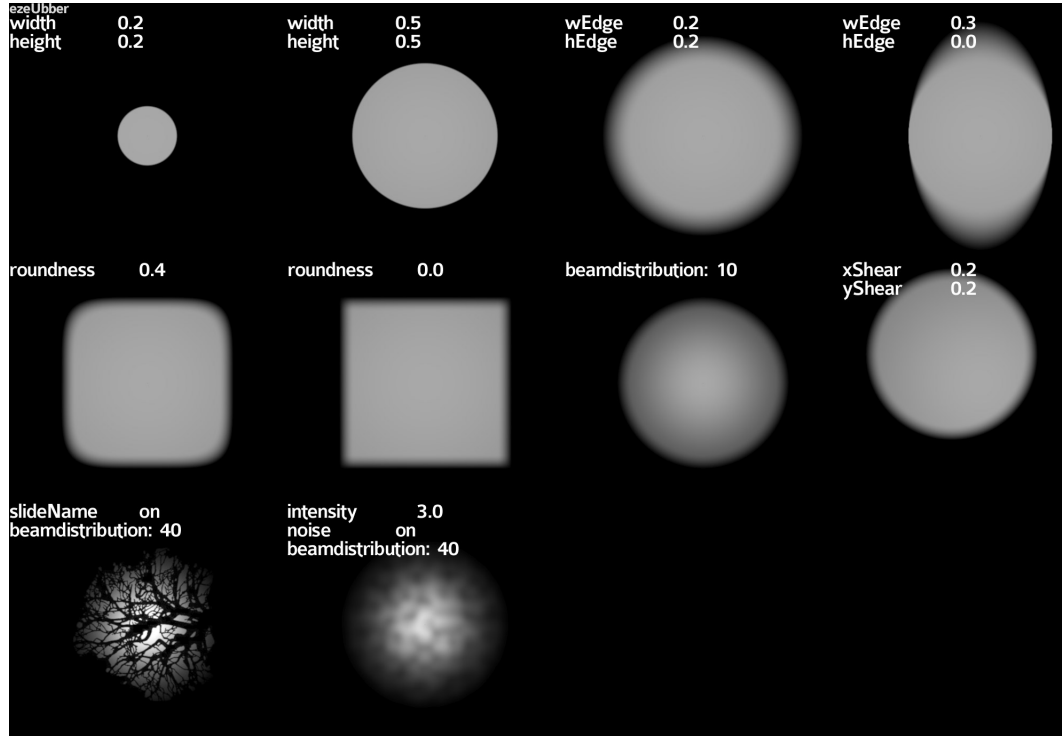 ezeUbber
width 0.2
height 0.2
width 0.5
height 0.5
wEdge 0.2
hEdge 0.2
wEdge 0.3
hEdge 0.0
roundness 0.4
roundness 0.0
beamdistribution: 10
xShear 0.2
yShear 0.2
slideName on
beamdistribution: 40
intensity 3.0
noise on
beamdistribution: 40